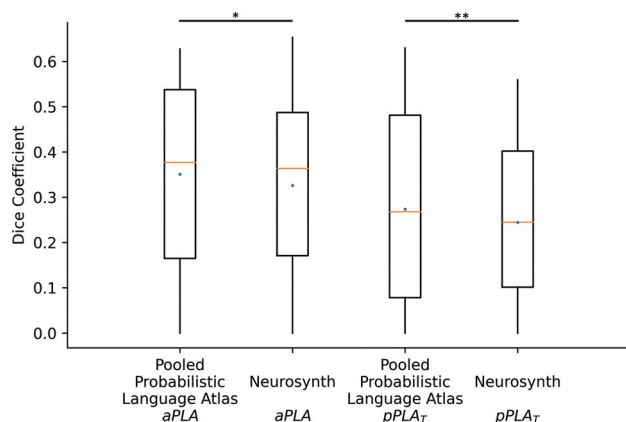 * **
0.6
0.5
0.4
0.3
0.2
0.1
0.0
Dice Coefficient
Pooled
Probabilistic
Language Atlas
aPLA
Neurosynth
aPLA
Pooled
Probabilistic
Language Atlas
pPLA_T
Neurosynth
pPLA_T